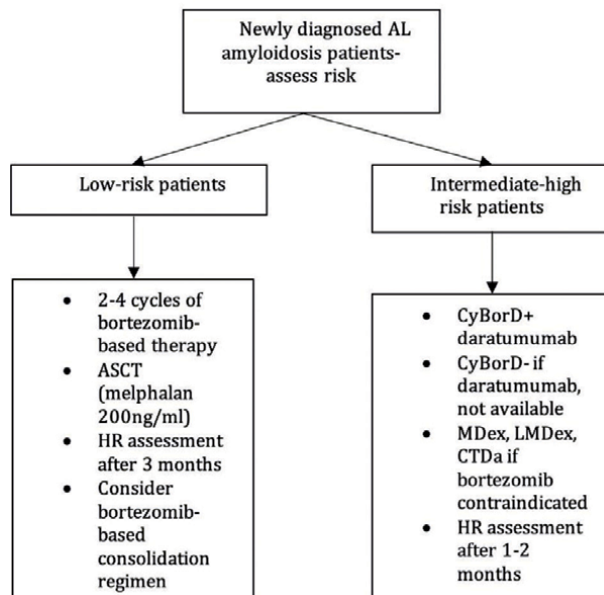 Newly diagnosed AL
amyloidosis patients-
assess risk
Low-risk patients
Intermediate-high
risk patients
• 2-4 cycles of
bortezomib-
based therapy
• ASCT
(melphalan
200ng/ml)
• HR assessment
after 3 months
• Consider
bortezomib-
based
consolidation
regimen
• CyBorD+
daratumumab
• CyBorD- if
daratumumab,
not available
• MDex, LMDex,
CTDa if
bortezomib
contraindicated
• HR assessment
after 1-2
months